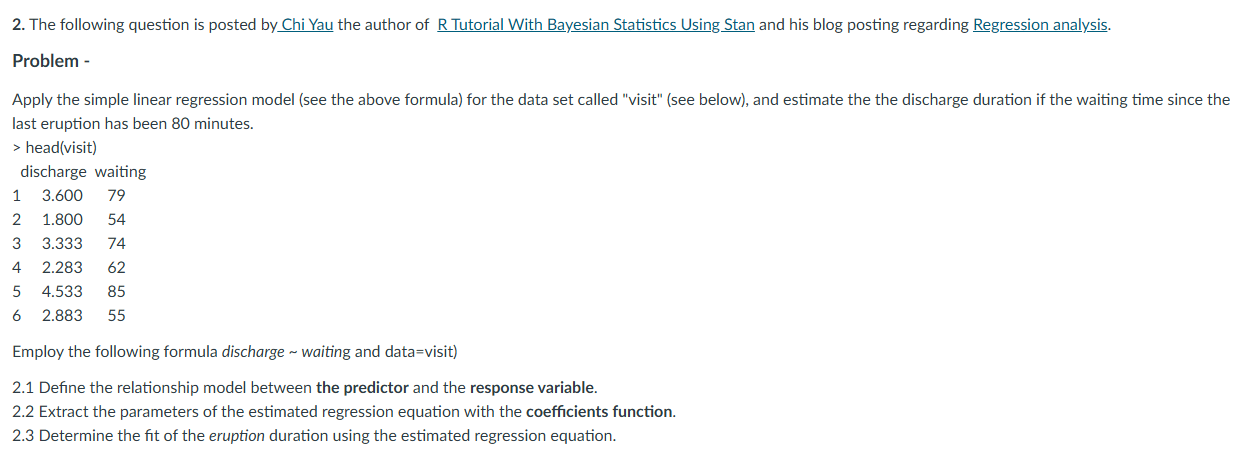 2. The following question is posted by Chi Yau the author of R Tutorial With Bayesian Statistics Using Stan and his blog posting regarding Regression analysis.
Problem -
Apply the simple linear regression model (see the above formula) for the data set called "visit" (see below), and estimate the the discharge duration if the waiting time since the
last eruption has been 80 minutes.
> head(visit)
discharge waiting
1 3.600 79
2 1.800 54
3 3.333 74
4 2.283 62
5 4.533 85
6 2.883 55
Employ the following formula discharge ~ waiting and data=visit)
2.1 Define the relationship model between the predictor and the response variable.
2.2 Extract the parameters of the estimated regression equation with the coefficients function.
2.3 Determine the fit of the eruption duration using the estimated regression equation.